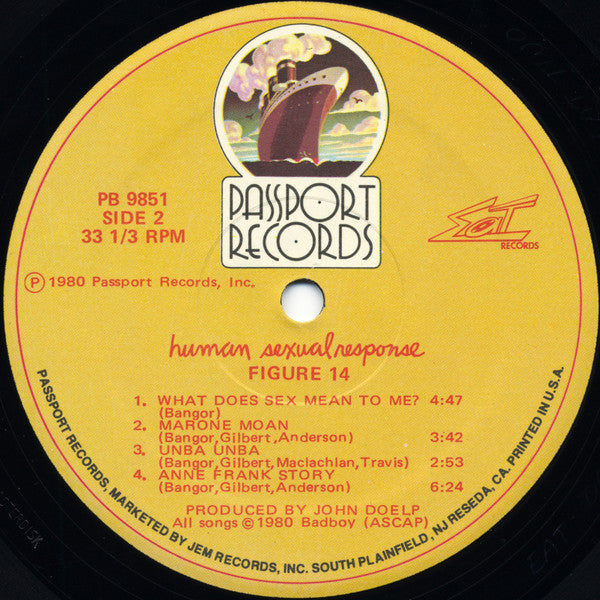 PASSPORT
RECORDS
PB 9851
SIDE 2
33 1/3 RPM
EAT
RECORDS
Ⓟ 1980 Passport Records, Inc.
human sexual response
FIGURE 14
1. WHAT DOES SEX MEAN TO ME? 4:47
(Bangor)
2. MARONE MOAN
(Bangor,Gilbert,Anderson) 3:42
3. UNBA UNBA
(Bangor,Gilbert,Maclachlan,Travis) 2:53
4. ANNE FRANK STORY
(Bangor,Gilbert,Anderson) 6:24
PRODUCED BY JOHN DOELP
All songs © 1980 Badboy (ASCAP)
PASSPORT RECORDS, MARKETED BY JEM RECORDS, INC. SOUTH PLAINFIELD, NJ RESEDA, CA. PRINTED IN U.S.A.